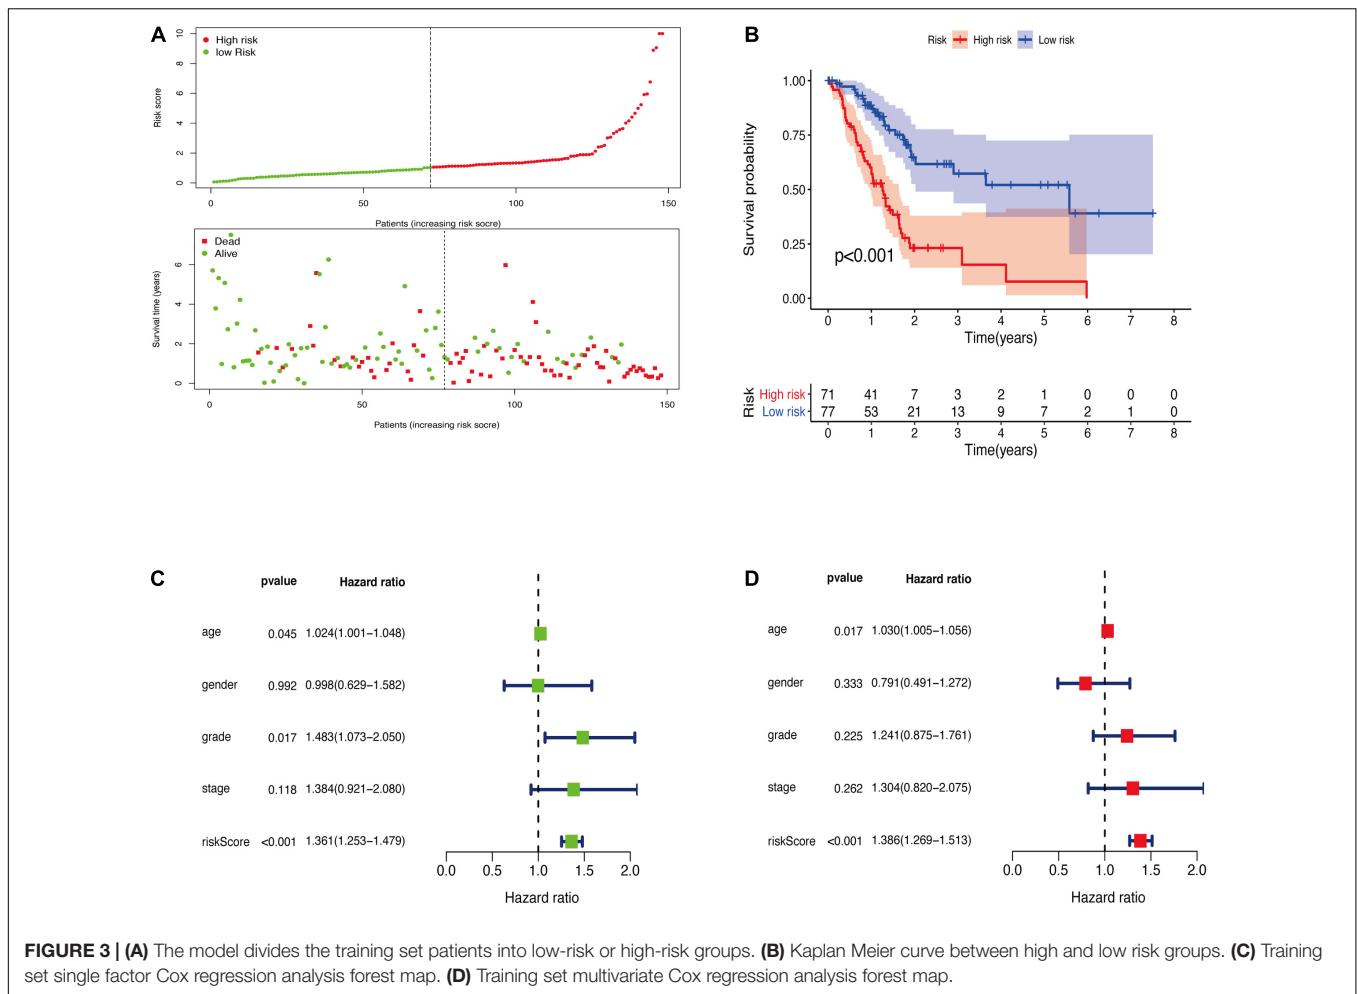 A
High risk
low Risk
Risk score
0
2
4
6
8
10
0 50 100 150
Patients (increasing risk socre)
Dead
Alive
Survival time (years)
0
2
4
6
0 50 100 150
Patients (increasing risk socre)
B
Risk High risk Low risk
Survival probability
1.00
0.75
0.50
0.25
0.00
p<0.001
0 1 2 3 4 5 6 7 8
Time(years)
Risk
High risk 71 41 7 3 2 1 0 0 0
Low risk 77 53 21 13 9 7 2 1 0
0 1 2 3 4 5 6 7 8
Time(years)
C
pvalue Hazard ratio
age 0.045 1.024(1.001−1.048)
gender 0.992 0.998(0.629−1.582)
grade 0.017 1.483(1.073−2.050)
stage 0.118 1.384(0.921−2.080)
riskScore <0.001 1.361(1.253−1.479)
0.0 0.5 1.0 1.5 2.0
Hazard ratio
D
pvalue Hazard ratio
age 0.017 1.030(1.005−1.056)
gender 0.333 0.791(0.491−1.272)
grade 0.225 1.241(0.875−1.761)
stage 0.262 1.304(0.820−2.075)
riskScore <0.001 1.386(1.269−1.513)
0.0 0.5 1.0 1.5 2.0
Hazard ratio
FIGURE 3 | (A) The model divides the training set patients into low-risk or high-risk groups. (B) Kaplan Meier curve between high and low risk groups. (C) Training
set single factor Cox regression analysis forest map. (D) Training set multivariate Cox regression analysis forest map.